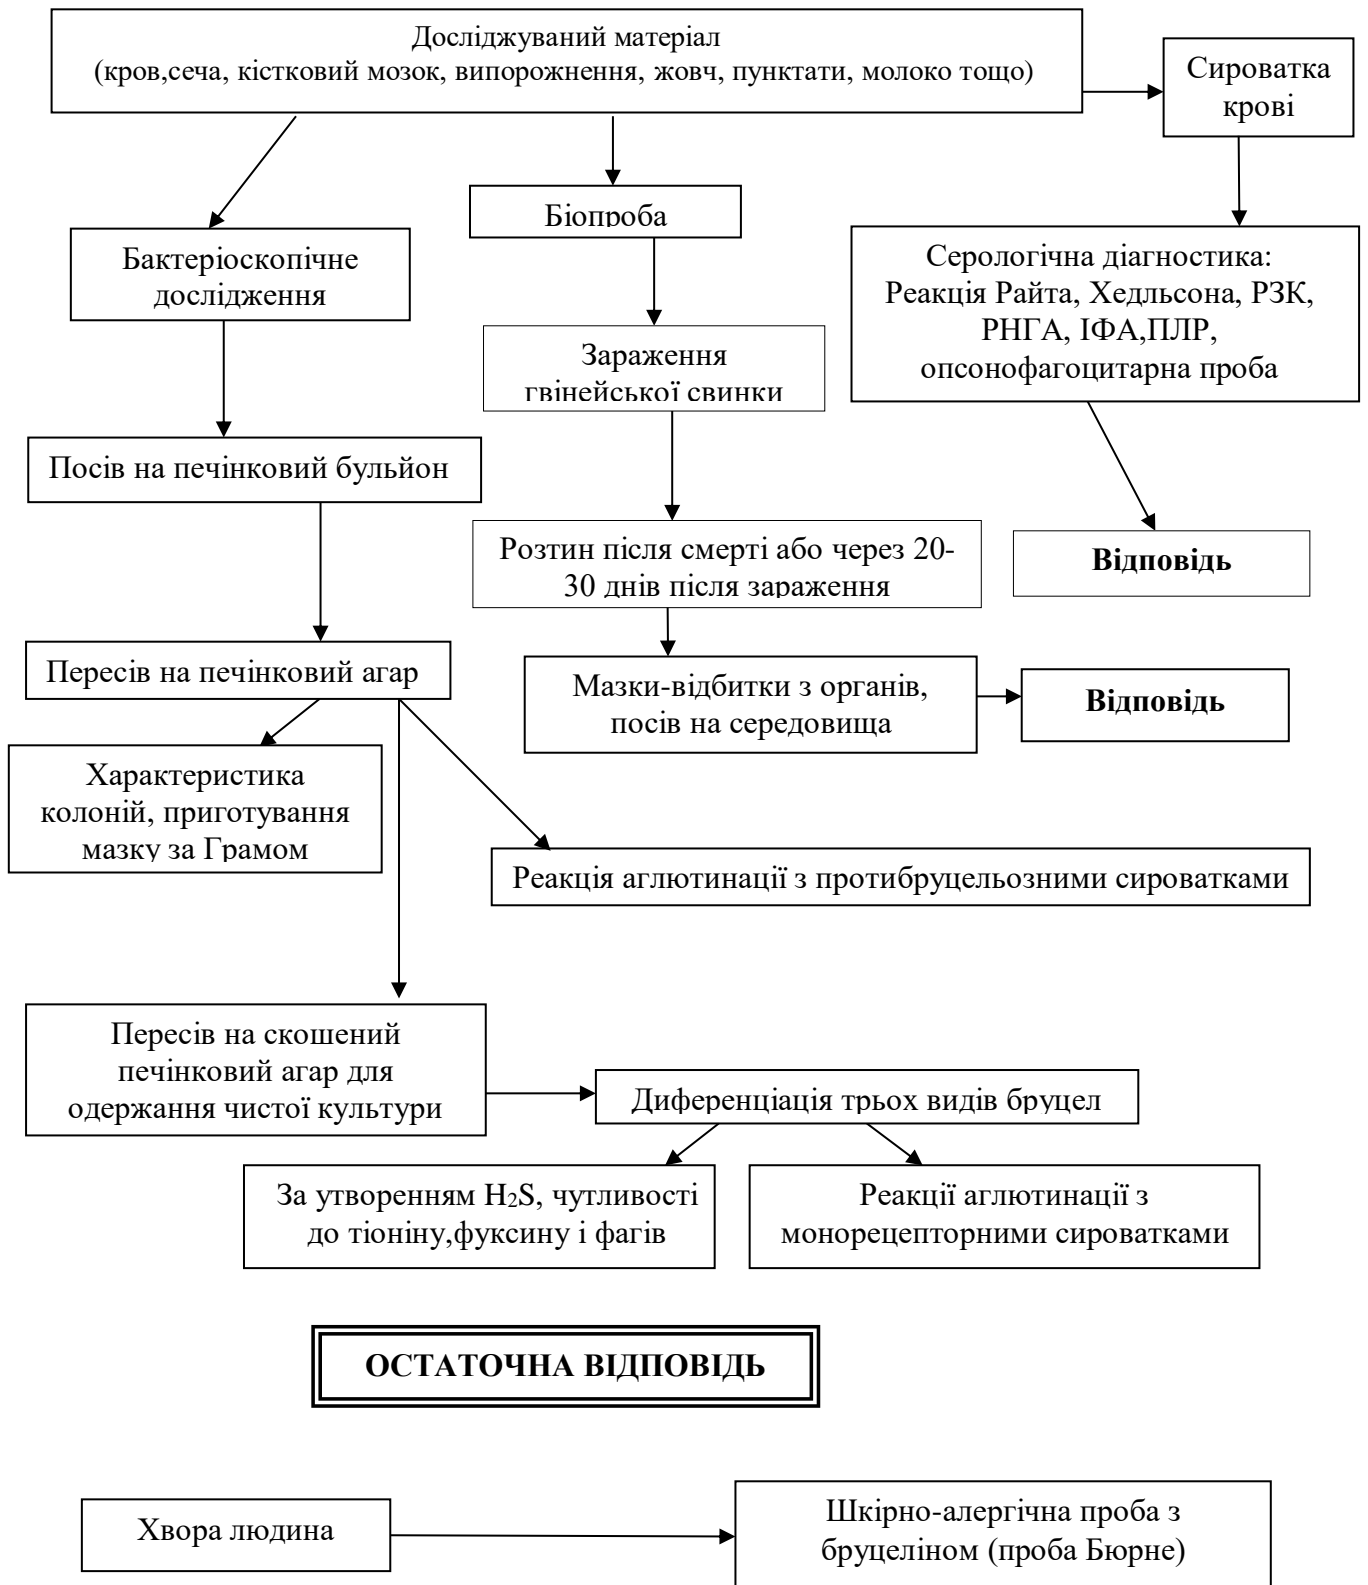 Досліджуваний матеріал
(кров,сеча, кістковий мозок, випорожнення, жовч, пунктати, молоко тощо)
Сироватка
крові
Біопроба
Бактеріоскопічне
дослідження
Серологічна діагностика:
Реакція Райта, Хедльсона, РЗК,
РНГА, ІФА,ПЛР,
опсонофагоцитарна проба
Зараження
гвінейської свинки
Посів на печінковий бульйон
Розтин після смерті або через 20-
30 днів після зараження
Відповідь
Пересів на печінковий агар
Мазки-відбитки з органів,
посів на середовища
Відповідь
Характеристика
колоній, приготування
мазку за Грамом
Реакція аглютинації з протибруцельозними сироватками
Пересів на скошений
печінковий агар для
одержання чистої культури
Диференціація трьох видів бруцел
За утворенням H₂S, чутливості
до тіоніну,фуксину і фагів
Реакції аглютинації з
монорецепторними сироватками
ОСТАТОЧНА ВІДПОВІДЬ
Хвора людина
Шкірно-алергічна проба з
бруцеліном (проба Бюрне)